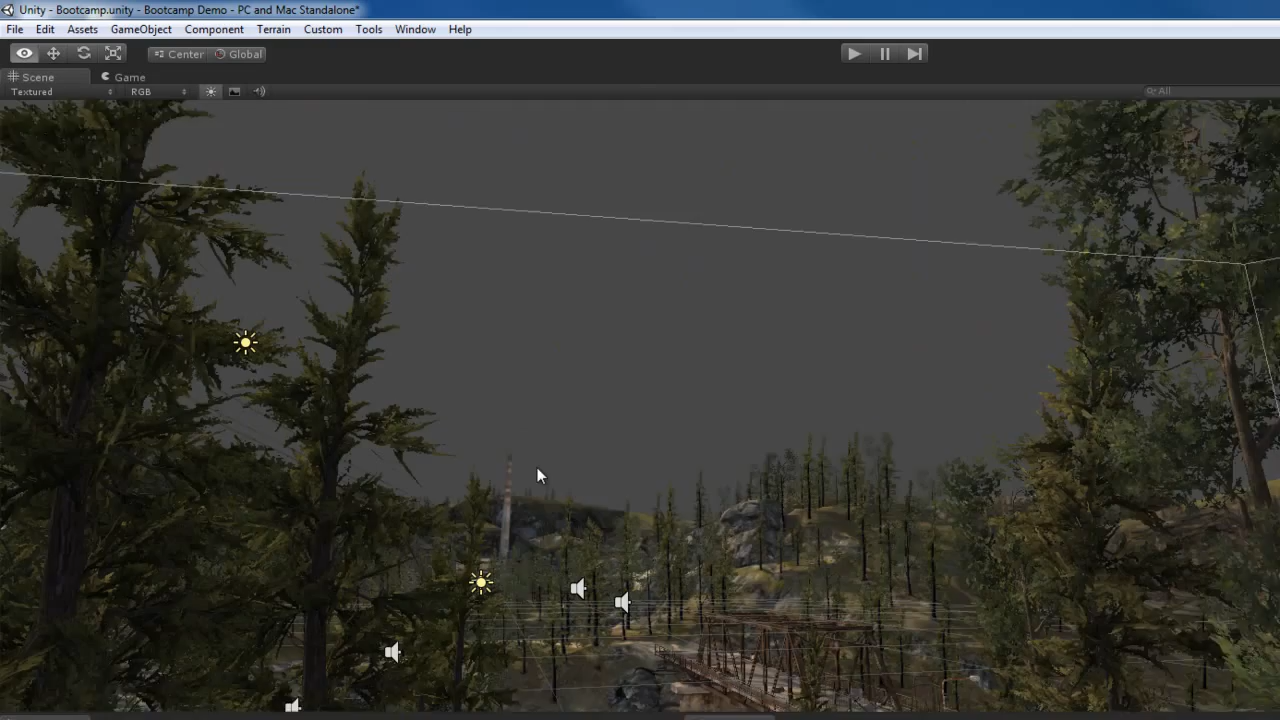 Unity - Bootcamp.unity - Bootcamp Demo - PC and Mac Standalone*
File Edit Assets GameObject Component Terrain Custom Tools Window Help
Center Global
Scene Game
Textured RGB All